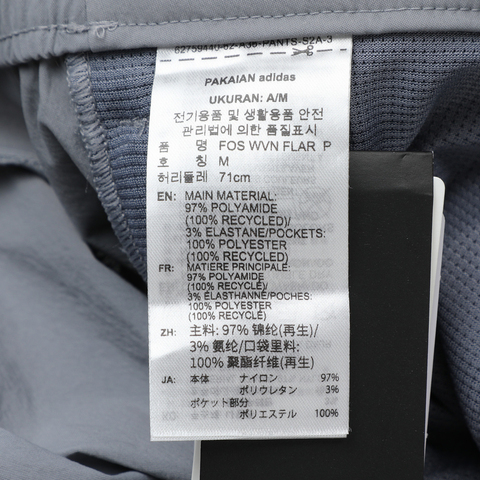 PAKAIAN adidas
UKURAN: A/M
전기용품 및 생활용품 안전
관리법에 의한 품질표시
품 명 FOS WVN FLAR P
호 칭 M
허리둘레 71cm
EN: MAIN MATERIAL:
97% POLYAMIDE
(100% RECYCLED)/
3% ELASTANE/POCKETS:
100% POLYESTER
(100% RECYCLED)
FR: MATIERE PRINCIPALE:
97% POLYAMIDE
(100% RECYCLÉ)/
3% ÉLASTHANNE/POCHES:
100% POLYESTER
(100% RECYCLÉ)
ZH: 主料: 97% 锦纶(再生)/
3% 氨纶/口袋里料:
100% 聚酯纤维(再生)
JA: 本体 ナイロン 97%
ポリウレタン 3%
ポケット部分
ポリエステル 100%